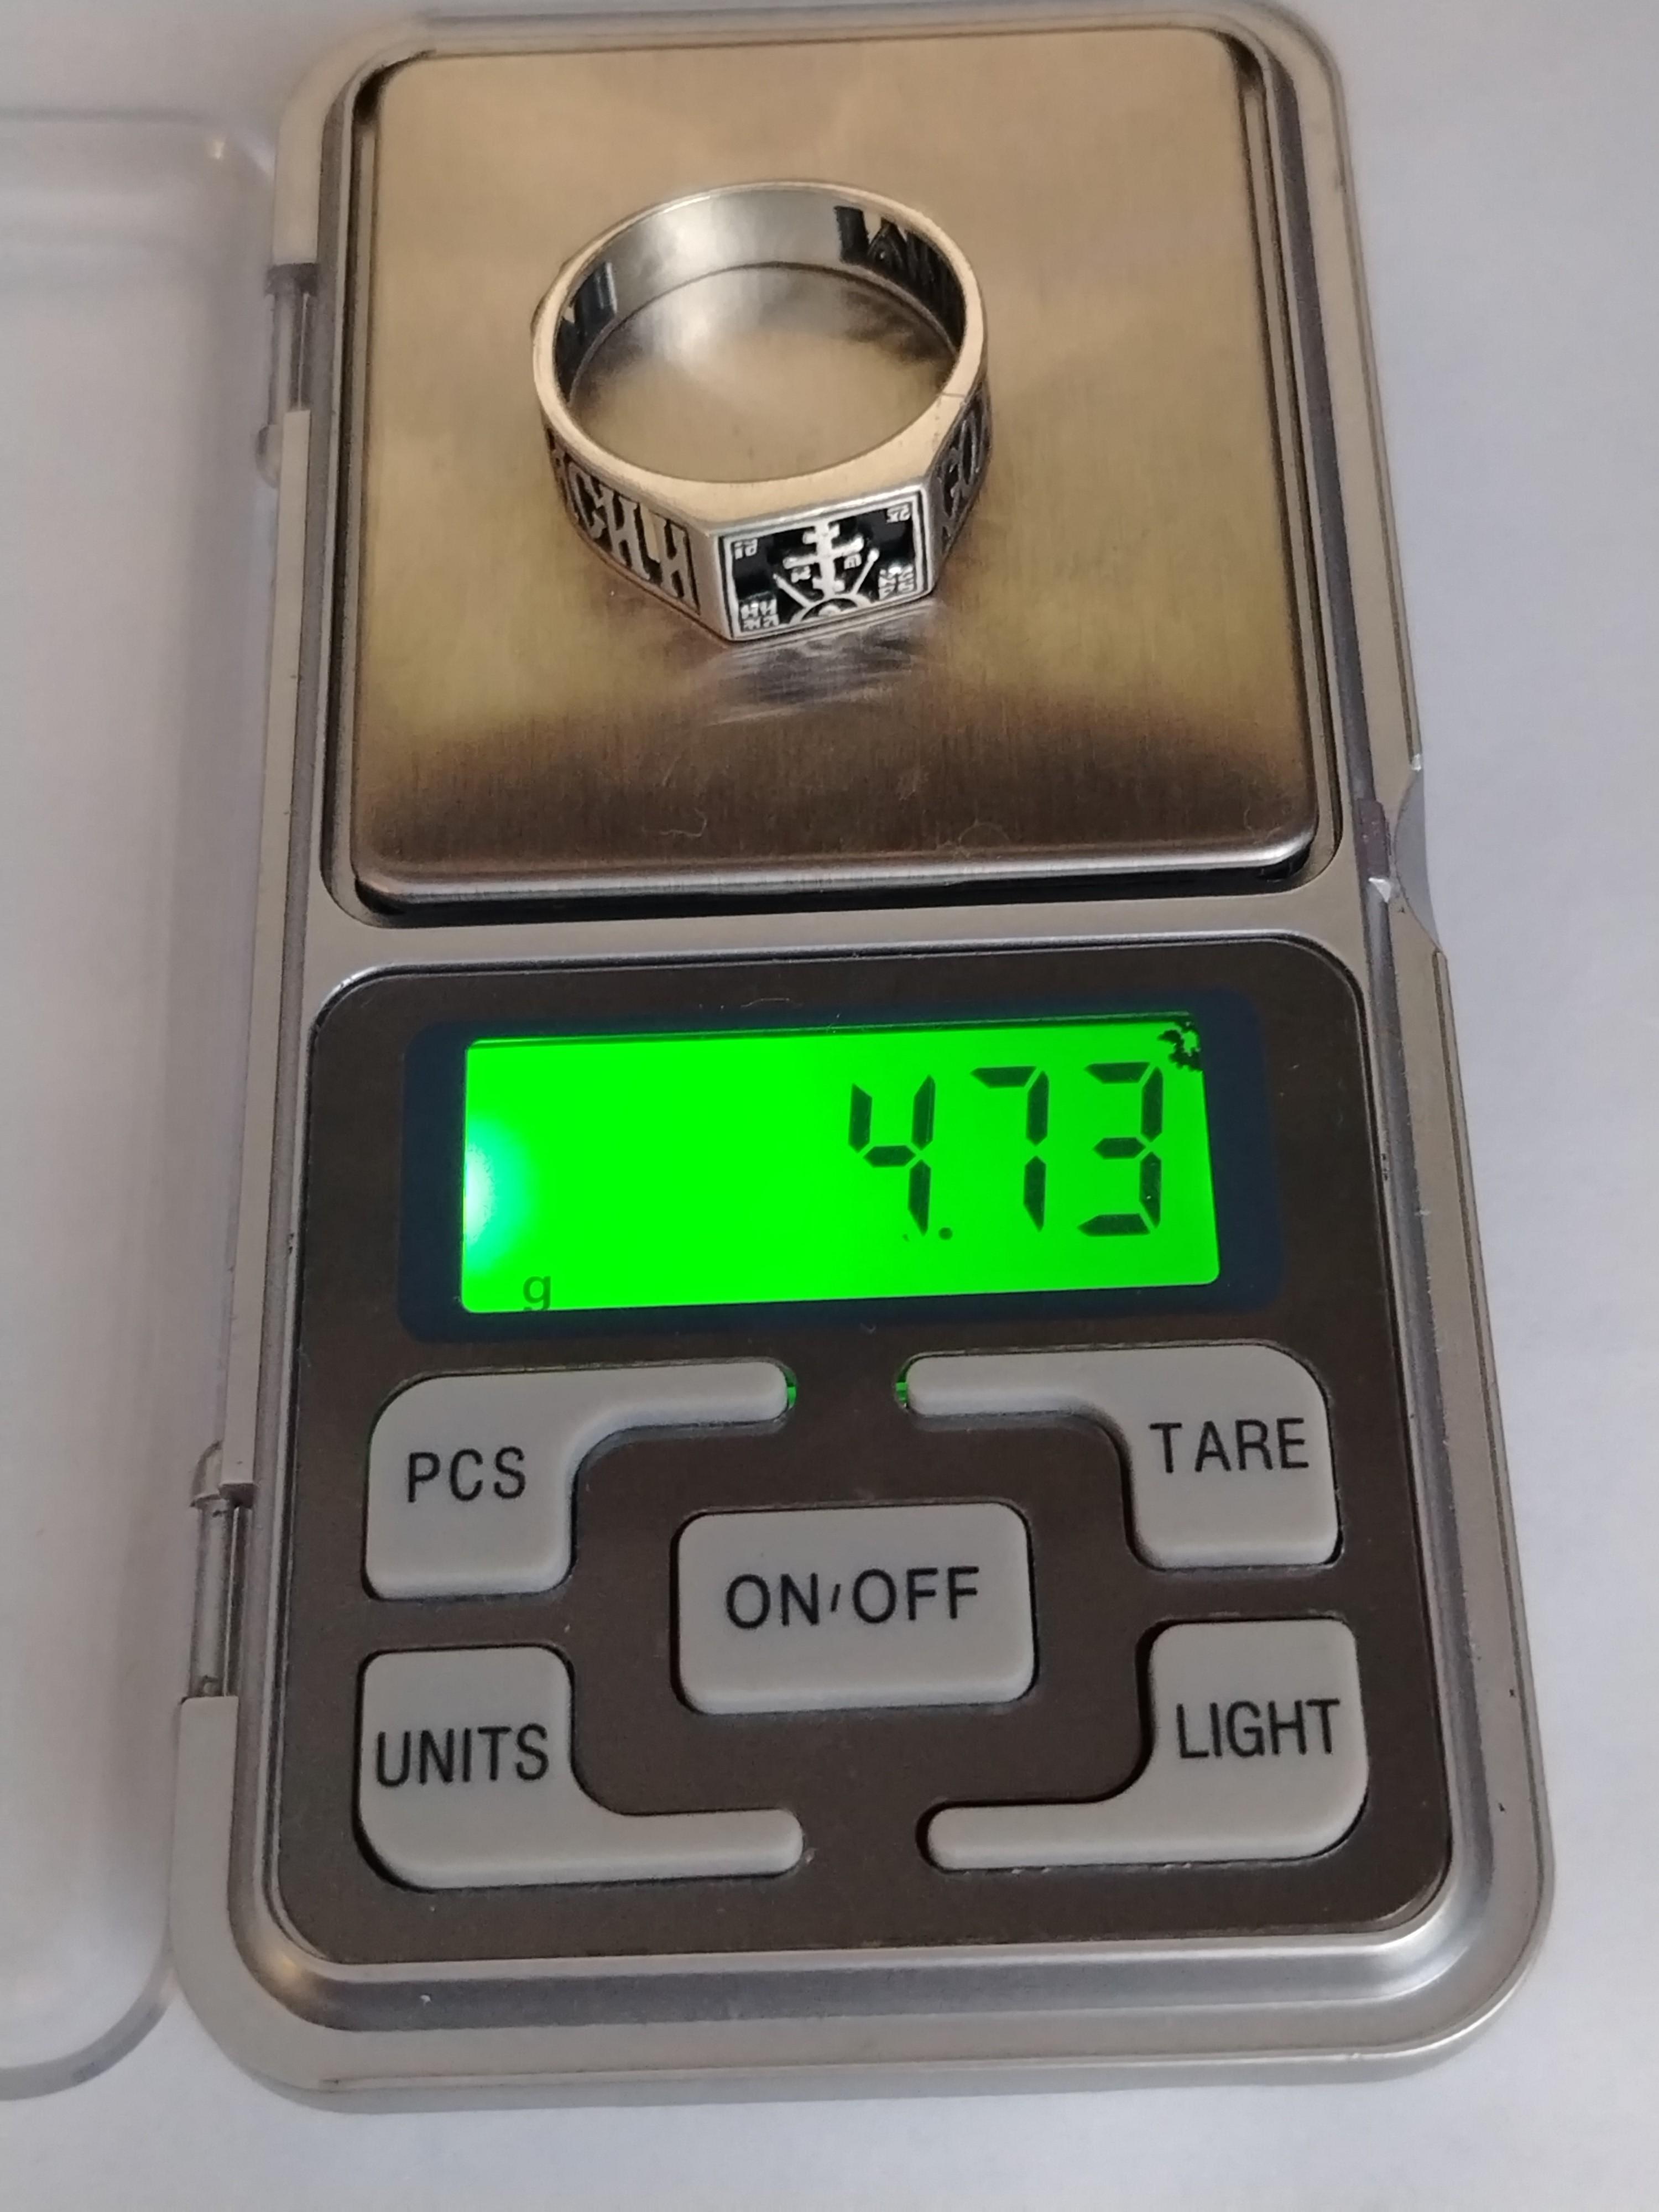 4.73
g
PCS
TARE
ON/OFF
UNITS
LIGHT